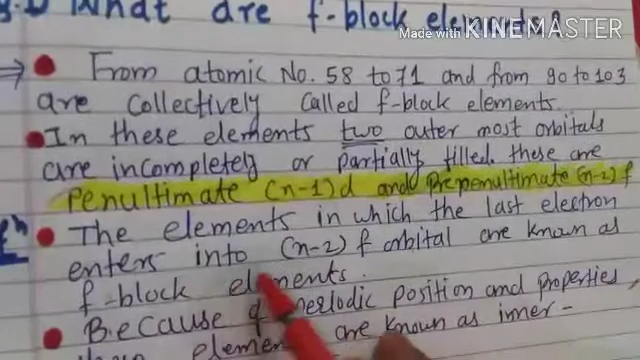 What are f-block elements?
Made with KINEMASTER
⇒ • From atomic No. 58 to 71 and from 90 to 103
are collectively called f-block elements.
• In these elements two outer most orbitals
are incompletely or partially filled. these are
Penultimate (n-1)d and prepenultimate (n-2)f
• The elements in which the last electron
enters into (n-2) f orbital are known as
f-block elements.
• Because of periodic position and properties,
elements are known as inner-